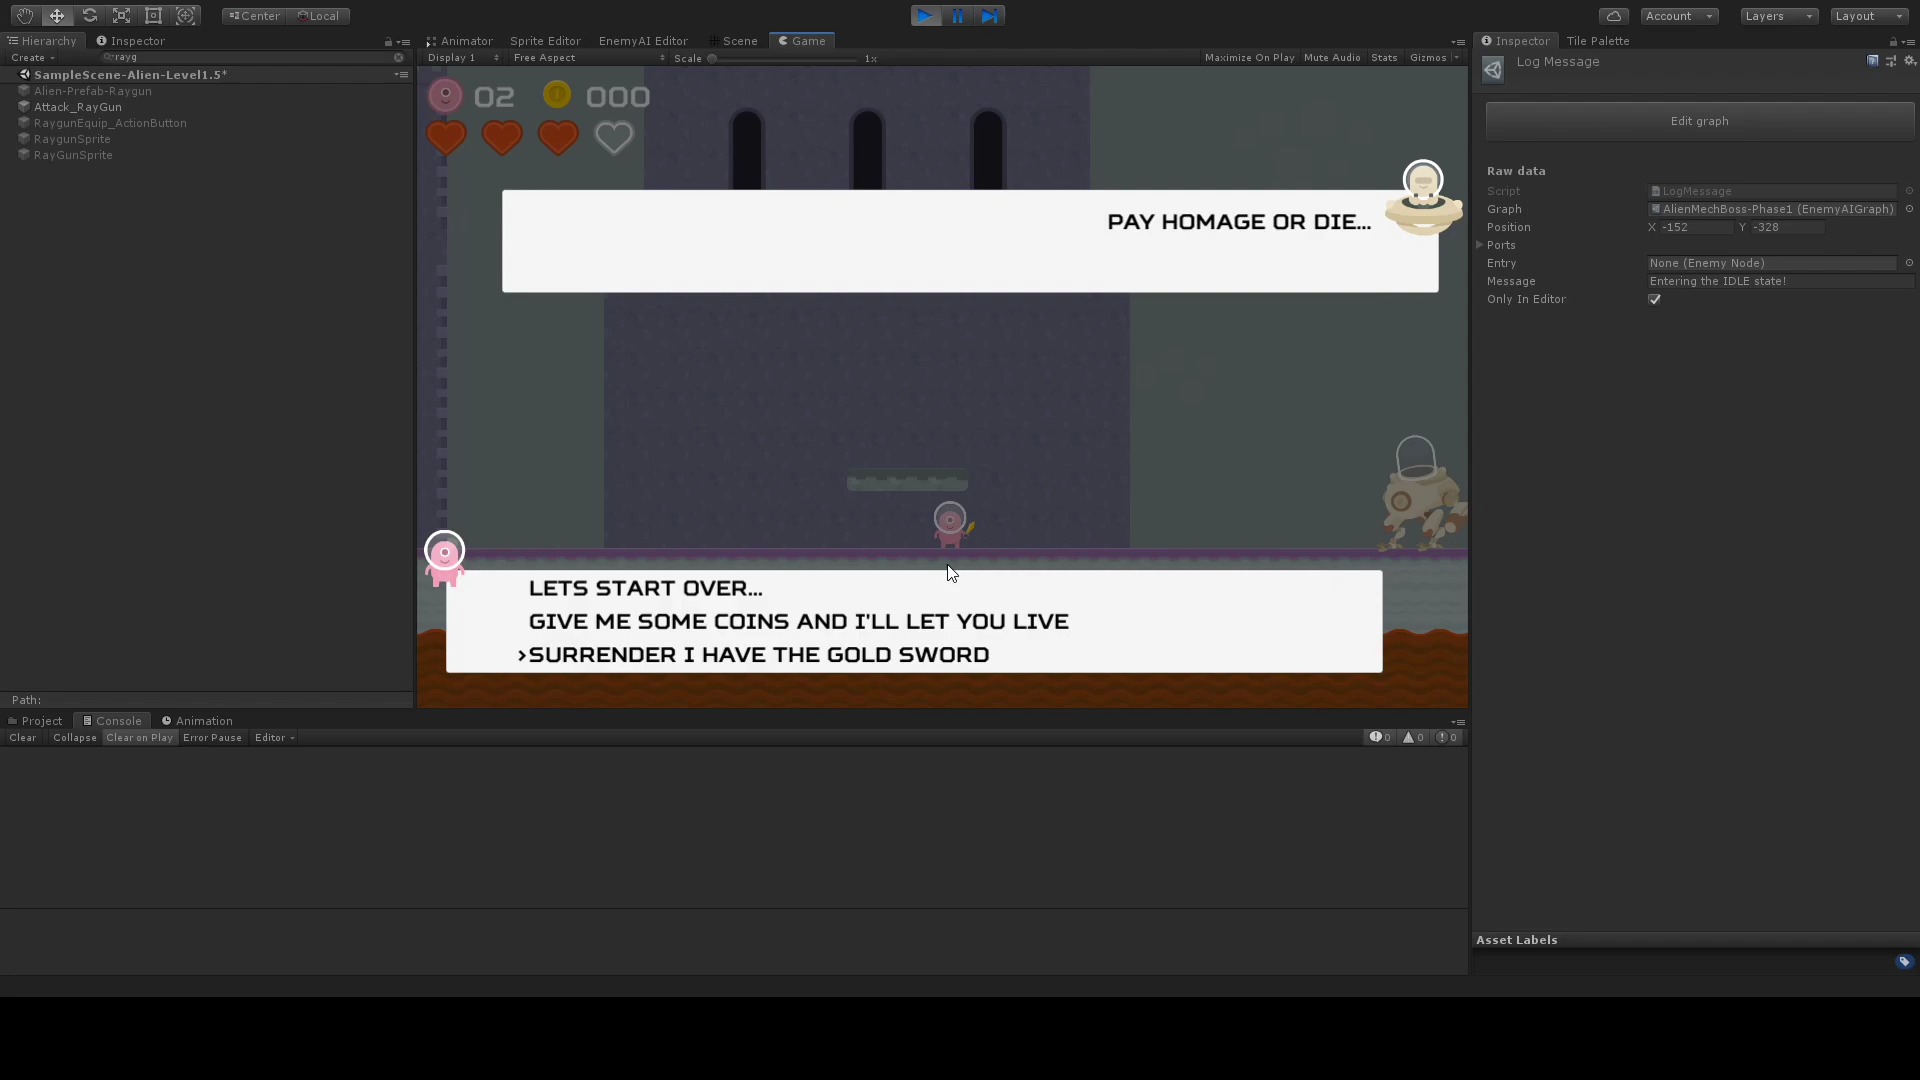 Center
Local
Account
Layers
Layout
Hierarchy
Inspector
Create
rayg
SampleScene-Alien-Level1.5*
Alien-Prefab-Raygun
Attack_RayGun
RaygunEquip_ActionButton
RaygunSprite
RayGunSprite
Path:
Animator
Sprite Editor
EnemyAI Editor
Scene
Game
Display 1
Free Aspect
Scale
1x
Maximize On Play
Mute Audio
Stats
Gizmos
02
000
PAY HOMAGE OR DIE...
LETS START OVER...
GIVE ME SOME COINS AND I'LL LET YOU LIVE
>SURRENDER I HAVE THE GOLD SWORD
Project
Console
Animation
Clear
Collapse
Clear on Play
Error Pause
Editor
0
0
0
Inspector
Tile Palette
Log Message
Edit graph
Raw data
Script
LogMessage
Graph
AlienMechBoss-Phase1 (EnemyAIGraph)
Position
X -152
Y -328
Ports
Entry
None (Enemy Node)
Message
Entering the IDLE state!
Only In Editor
Asset Labels